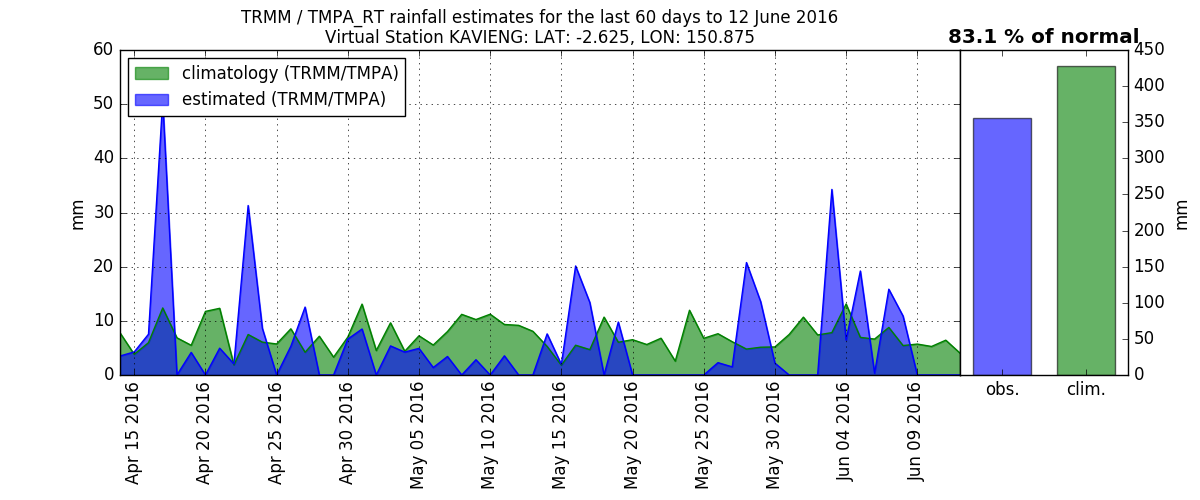 TRMM / TMPA_RT rainfall estimates for the last 60 days to 12 June 2016
Virtual Station KAVIENG: LAT: -2.625, LON: 150.875
83.1 % of normal
climatology (TRMM/TMPA)
estimated (TRMM/TMPA)
60
50
40
30
20
10
0
mm
Apr 15 2016
Apr 20 2016
Apr 25 2016
Apr 30 2016
May 05 2016
May 10 2016
May 15 2016
May 20 2016
May 25 2016
May 30 2016
Jun 04 2016
Jun 09 2016
obs.
clim.
450
400
350
300
250
200
150
100
50
0
mm